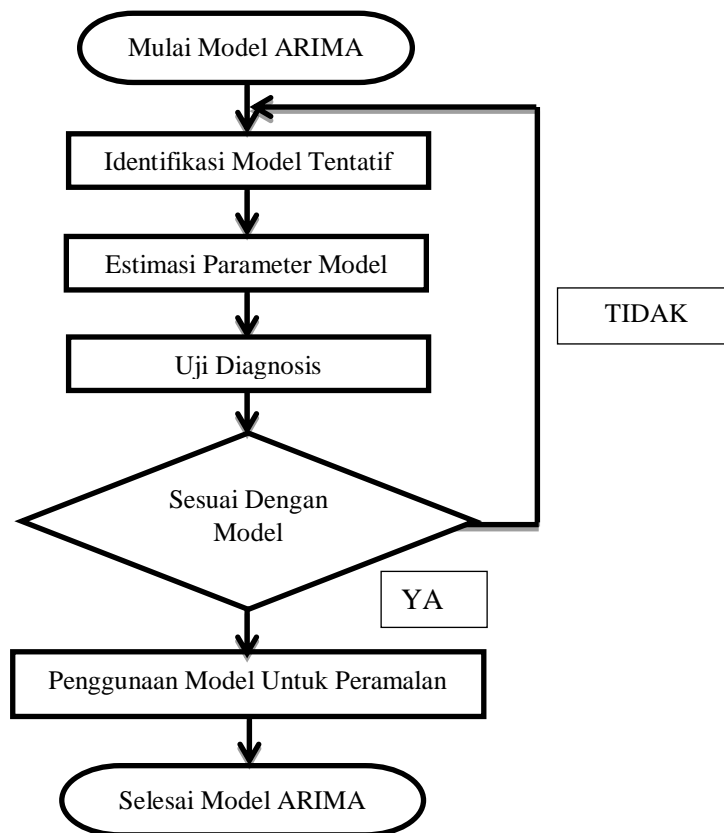 Mulai Model ARIMA
Identifikasi Model Tentatif
Estimasi Parameter Model
TIDAK
Uji Diagnosis
Sesuai Dengan
Model
YA
Penggunaan Model Untuk Peramalan
Selesai Model ARIMA